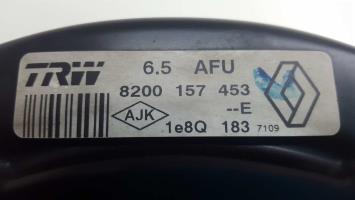 TRW
6.5 AFU
8200 157 453
--E
AJK
1e8Q 183 7109